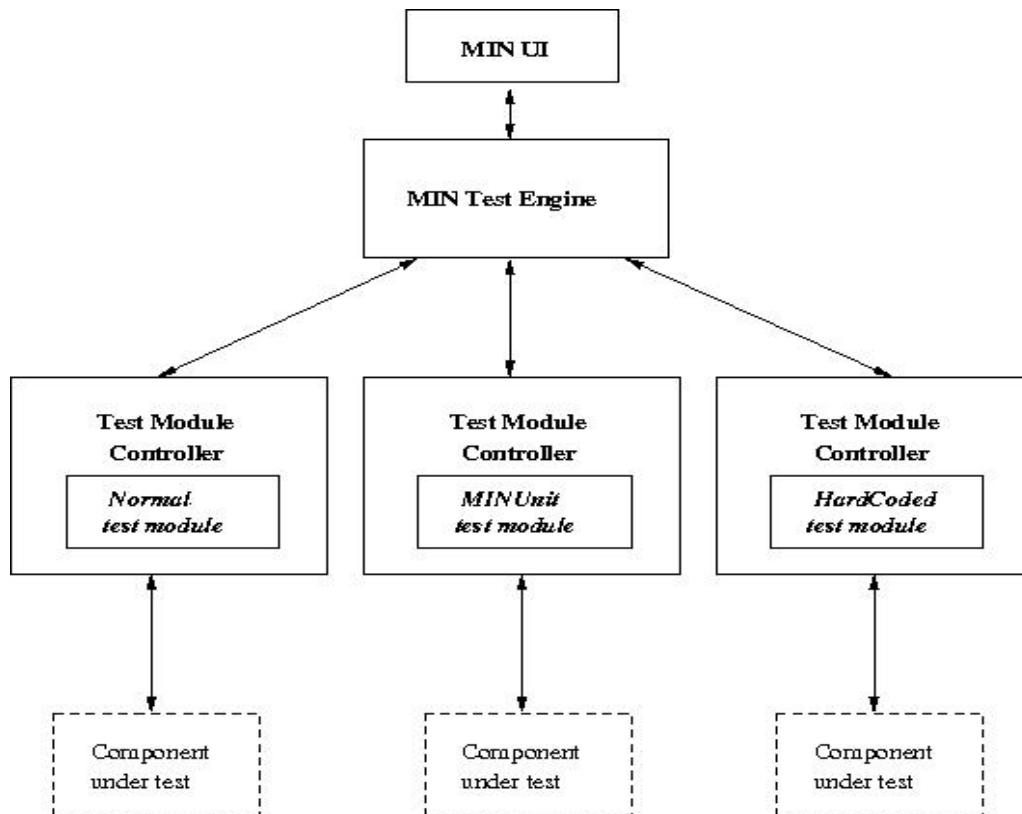 MIN UI
MIN Test Engine
Test Module
Controller
Normal
test module
Test Module
Controller
MINUnit
test module
Test Module
Controller
HardCoded
test module
Component
under test
Component
under test
Component
under test